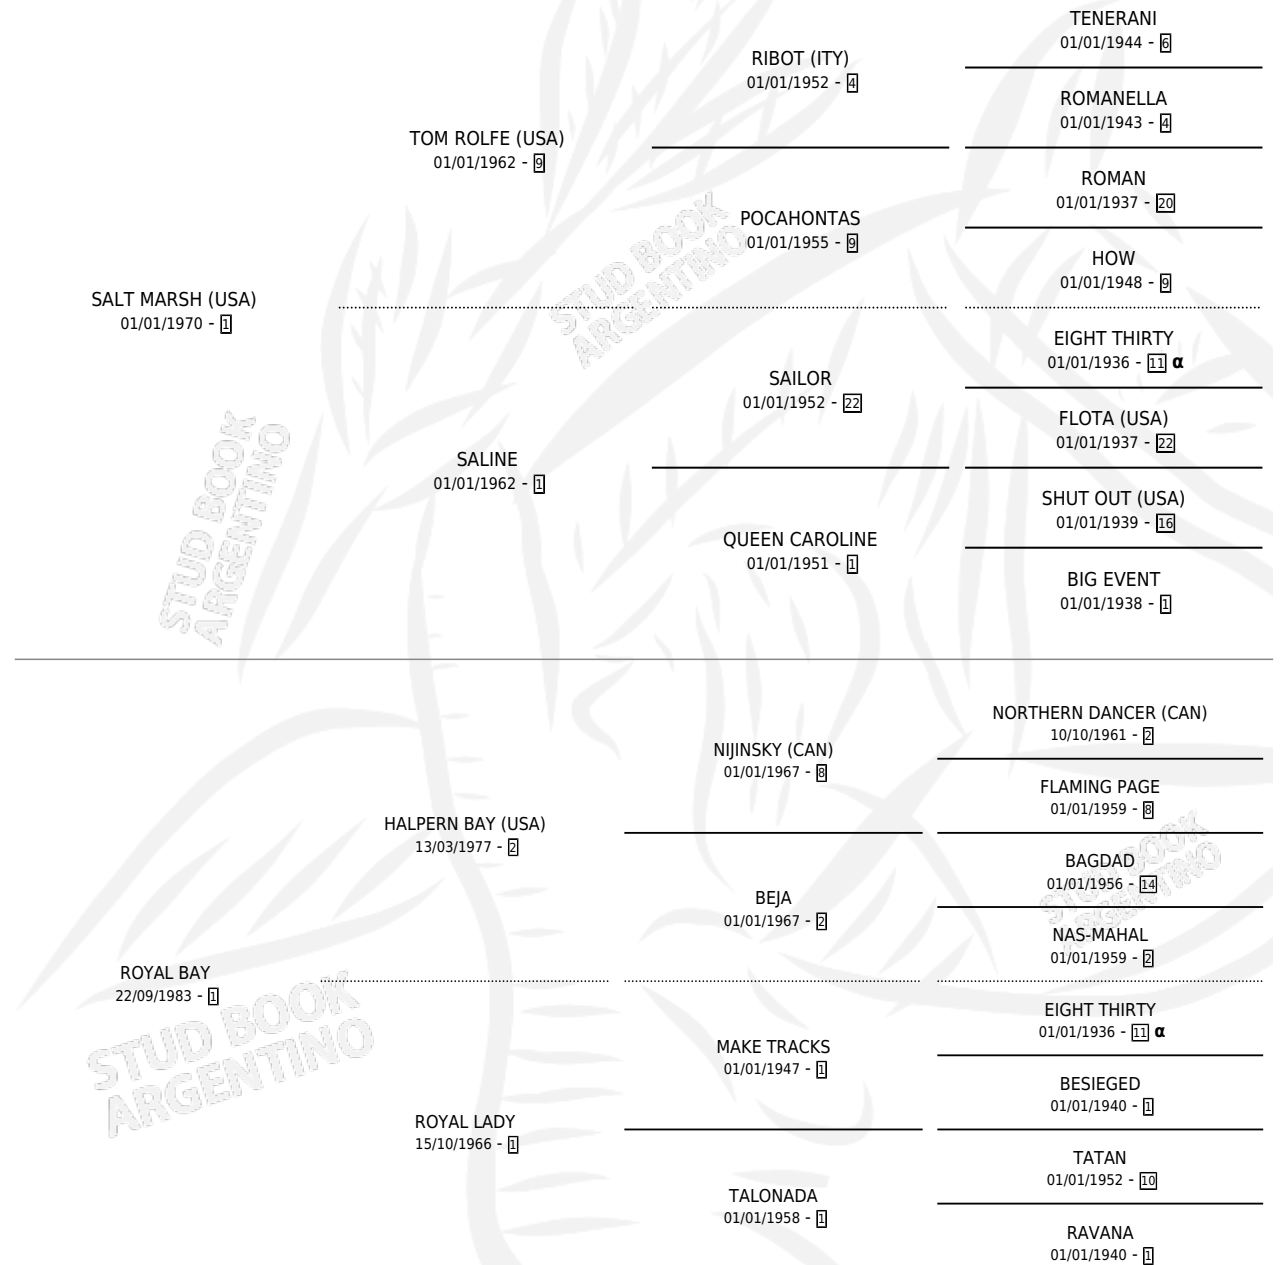 TENERANI
01/01/1944 - 6
RIBOT (ITY)
01/01/1952 - 4
ROMANELLA
01/01/1943 - 4
TOM ROLFE (USA)
01/01/1962 - 9
ROMAN
01/01/1937 - 20
POCAHONTAS
01/01/1955 - 9
HOW
01/01/1948 - 9
SALT MARSH (USA)
01/01/1970 - 1
EIGHT THIRTY
01/01/1936 - 11 α
SAILOR
01/01/1952 - 22
FLOTA (USA)
01/01/1937 - 22
SALINE
01/01/1962 - 1
SHUT OUT (USA)
01/01/1939 - 16
QUEEN CAROLINE
01/01/1951 - 1
BIG EVENT
01/01/1938 - 1
NORTHERN DANCER (CAN)
10/10/1961 - 2
NIJINSKY (CAN)
01/01/1967 - 8
FLAMING PAGE
01/01/1959 - 8
HALPERN BAY (USA)
13/03/1977 - 2
BAGDAD
01/01/1956 - 14
BEJA
01/01/1967 - 2
NAS-MAHAL
01/01/1959 - 2
ROYAL BAY
22/09/1983 - 1
EIGHT THIRTY
01/01/1936 - 11 α
MAKE TRACKS
01/01/1947 - 1
BESIEGED
01/01/1940 - 1
ROYAL LADY
15/10/1966 - 1
TATAN
01/01/1952 - 10
TALONADA
01/01/1958 - 1
RAVANA
01/01/1940 - 1
STUD BOOK
ARGENTINO
STUD BOOK
ARGENTINO
STUD BOOK
ARGENTINO
STUD BOOK
ARGENTINO